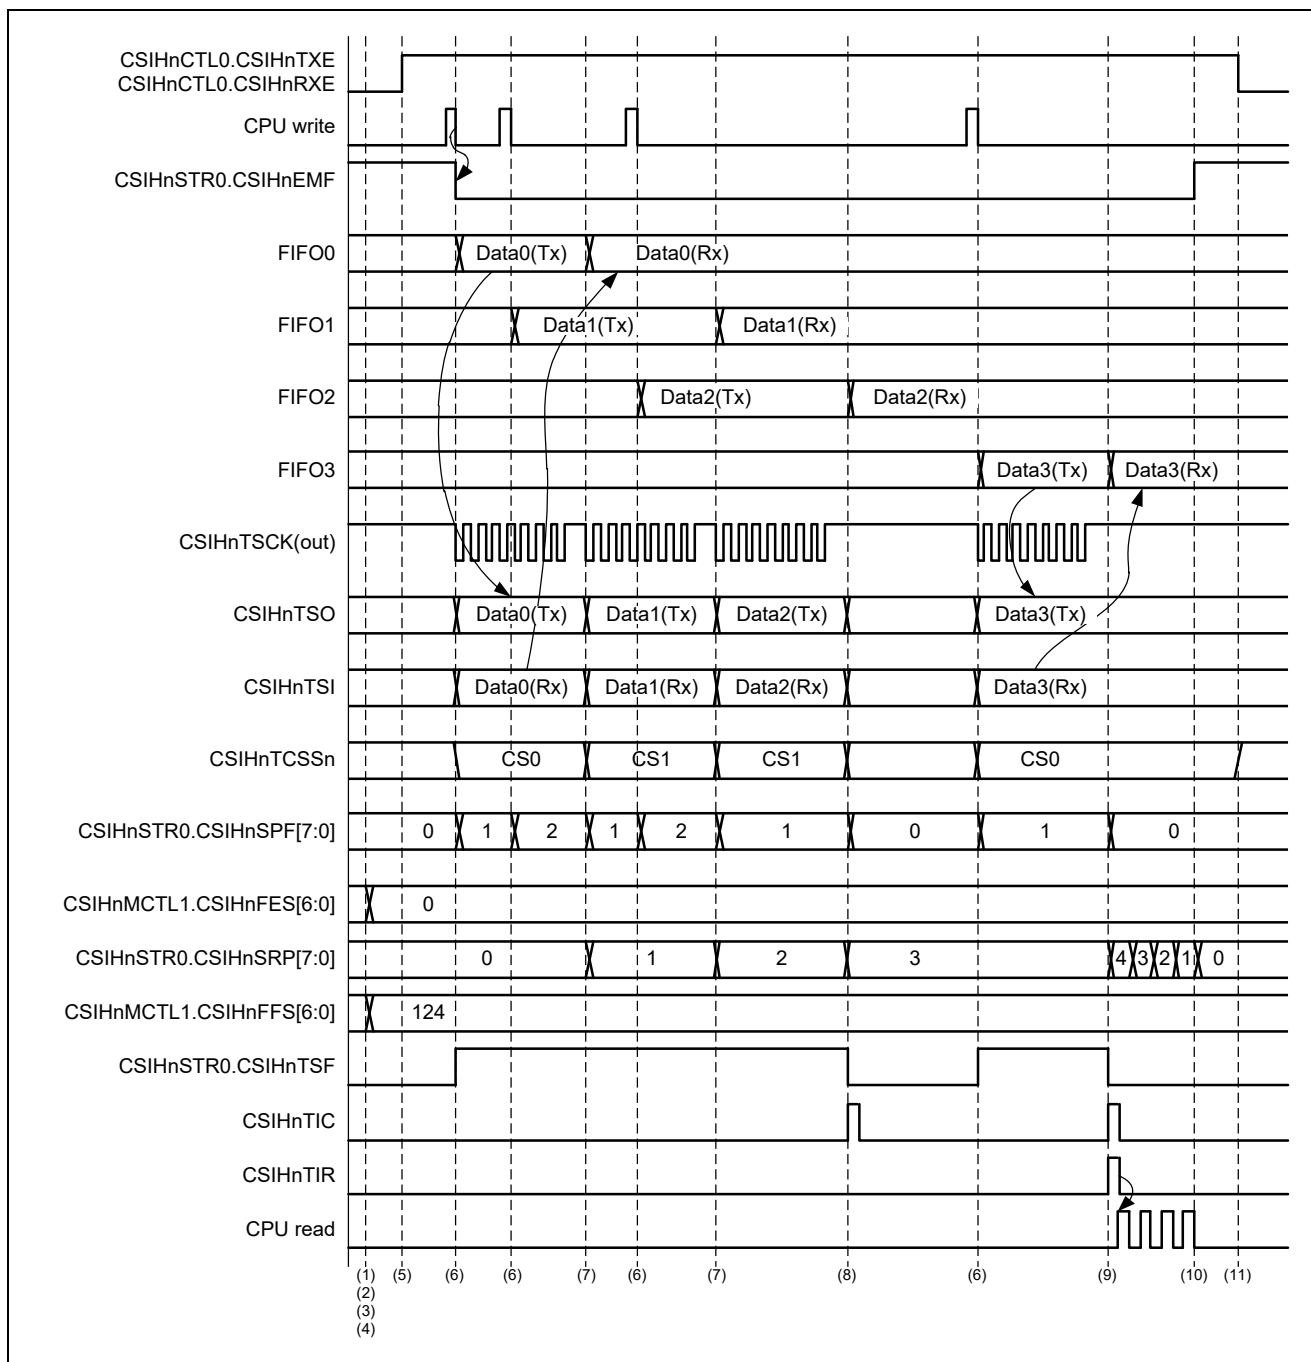 CSIHnCTL0.CSIHnTXE
CSIHnCTL0.CSIHnRXE
CPU write
CSIHnSTR0.CSIHnEMF
FIFO0 Data0(Tx) Data0(Rx)
FIFO1 Data1(Tx) Data1(Rx)
FIFO2 Data2(Tx) Data2(Rx)
FIFO3 Data3(Tx) Data3(Rx)
CSIHnTSCK(out)
CSIHnTSO Data0(Tx) Data1(Tx) Data2(Tx) Data3(Tx)
CSIHnTSI Data0(Rx) Data1(Rx) Data2(Rx) Data3(Rx)
CSIHnTCSSn CS0 CS1 CS1 CS0
CSIHnSTR0.CSIHnSPF[7:0] 0 1 2 1 2 1 0 1 0
CSIHnMCTL1.CSIHnFES[6:0] 0
CSIHnSTR0.CSIHnSRP[7:0] 0 1 2 3 4 3 2 1 0
CSIHnMCTL1.CSIHnFFS[6:0] 124
CSIHnSTR0.CSIHnTSF
CSIHnTIC
CSIHnTIR
CPU read
(1) (5) (6) (6) (7) (6) (7) (8) (6) (9) (10) (11)
(2)
(3)
(4)